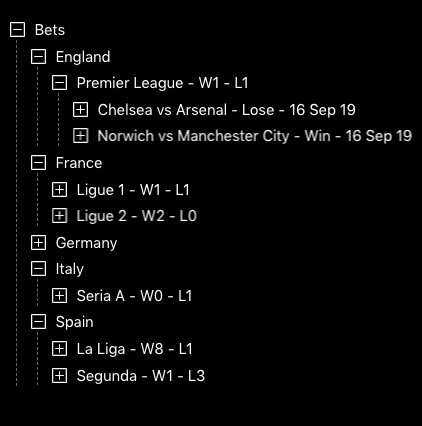 Bets
England
Premier League - W1 - L1
Chelsea vs Arsenal - Lose - 16 Sep 19
Norwich vs Manchester City - Win - 16 Sep 19
France
Ligue 1 - W1 - L1
Ligue 2 - W2 - L0
Germany
Italy
Seria A - W0 - L1
Spain
La Liga - W8 - L1
Segunda - W1 - L3